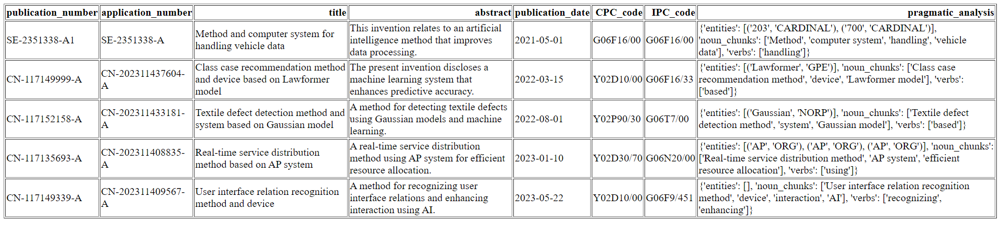 publication_number application_number title abstract publication_date CPC_code IPC_code pragmatic_analysis
SE-2351338-A1
SE-2351338-A
Method and computer system for
handling vehicle data
This invention relates to an artificial
intelligence method that improves
data processing.
2021-05-01
G06F16/00
G06F16/00
{'entities': [('203', 'CARDINAL'), ('700', 'CARDINAL')],
'noun_chunks': ['Method', 'computer system', 'handling', 'vehicle
data'], 'verbs': ['handling']}
CN-117149999-A
CN-202311437604-
A
Class case recommendation method
and device based on Lawformer
model
The present invention discloses a
machine learning system that
enhances predictive accuracy.
2022-03-15
Y02D10/00
G06F16/33
{'entities': [('Lawformer', 'GPE')], 'noun_chunks': ['Class case
recommendation method', 'device', 'Lawformer model'], 'verbs':
['based']}
CN-117152158-A
CN-202311433181-
A
Textile defect detection method and
system based on Gaussian model
A method for detecting textile defects
using Gaussian models and machine
learning.
2022-08-01
Y02P90/30
G06T7/00
{'entities': [('Gaussian', 'NORP')], 'noun_chunks': ['Textile defect
detection method', 'system', 'Gaussian model'], 'verbs': ['based']}
CN-117135693-A
CN-202311408835-
A
Real-time service distribution
method based on AP system
A real-time service distribution
method using AP system for efficient
resource allocation.
2023-01-10
Y02D30/70
G06N20/00
{'entities': [('AP', 'ORG'), ('AP', 'ORG'), ('AP', 'ORG')], 'noun_chunks':
['Real-time service distribution method', 'AP system', 'efficient
resource allocation'], 'verbs': ['using']}
CN-117149339-A
CN-202311409567-
A
User interface relation recognition
method and device
A method for recognizing user
interface relations and enhancing
interaction using AI.
2023-05-22
Y02D10/00
G06F9/451
{'entities': [], 'noun_chunks': ['User interface relation recognition
method', 'device', 'interaction', 'AI'], 'verbs': ['recognizing',
'enhancing']}